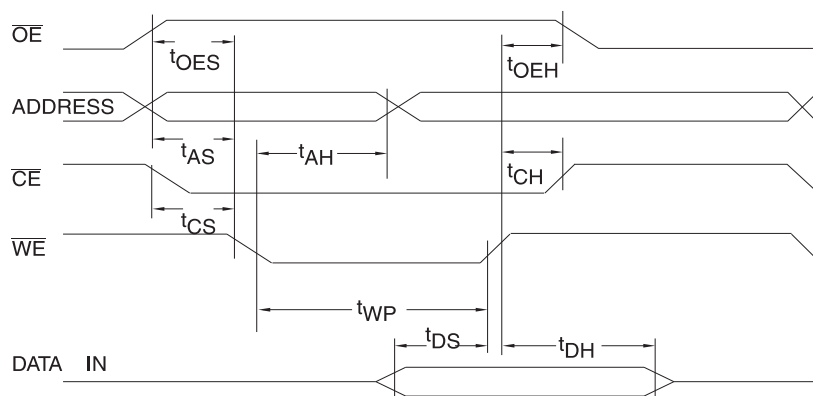 OE
tOES
tOEH
ADDRESS
tAS
tAH
CE
tCH
tCS
WE
tWP
tDS
tDH
DATA IN